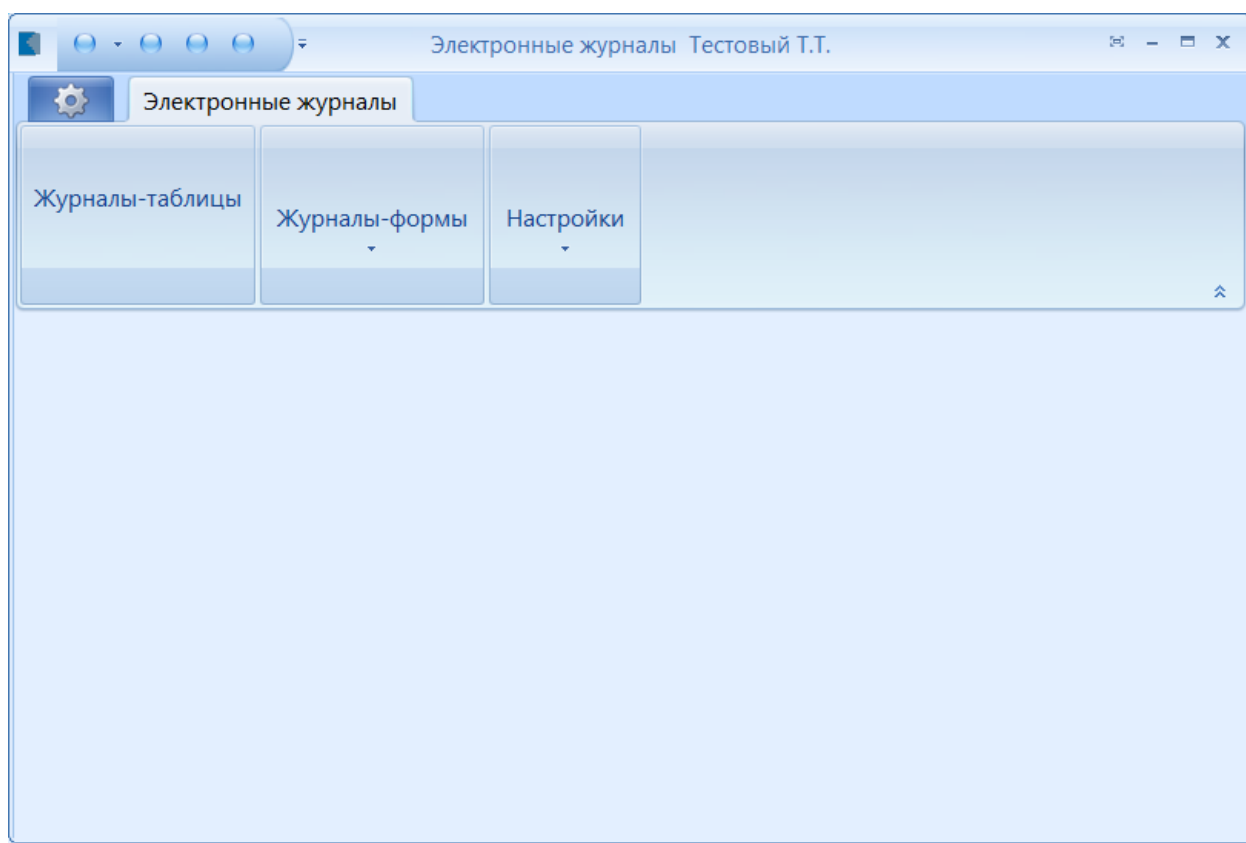 Электронные журналы Тестовый Т.Т.
Электронные журналы
Журналы-таблицы
Журналы-формы
Настройки